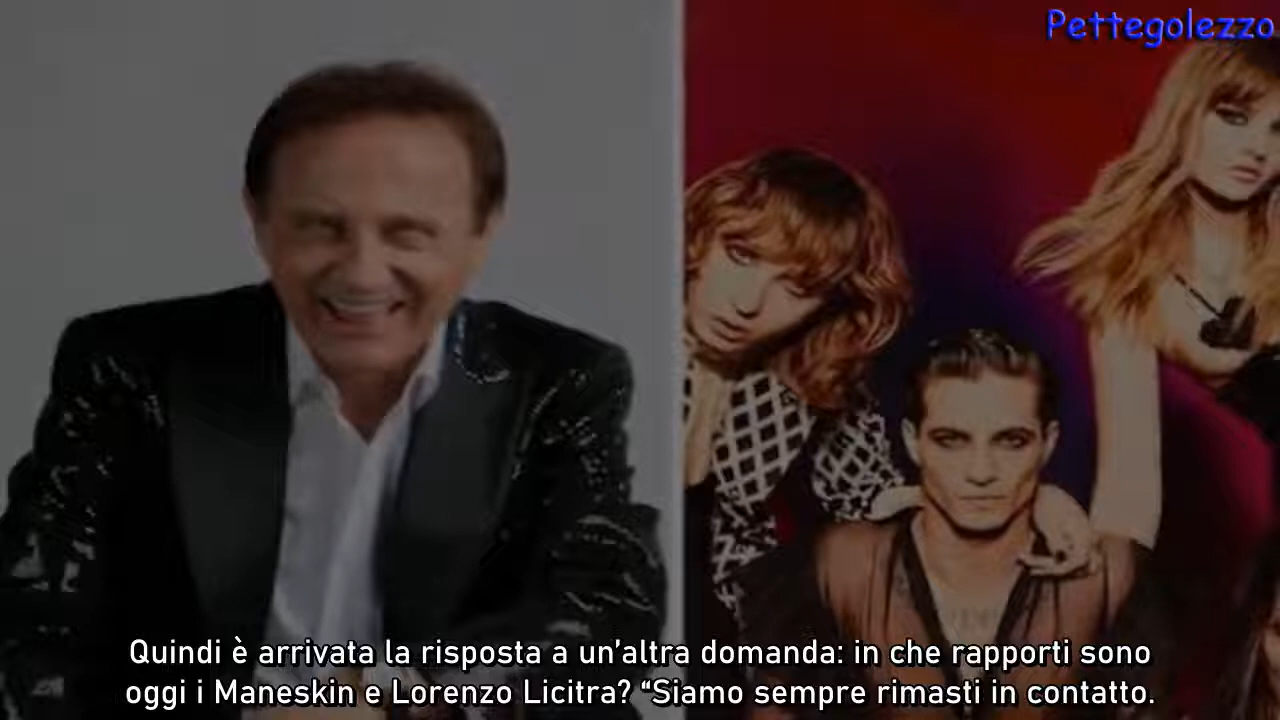 Pettegolezzo
Quindi è arrivata la risposta a un'altra domanda: in che rapporti sono
oggi i Maneskin e Lorenzo Licitra? “Siamo sempre rimasti in contatto.